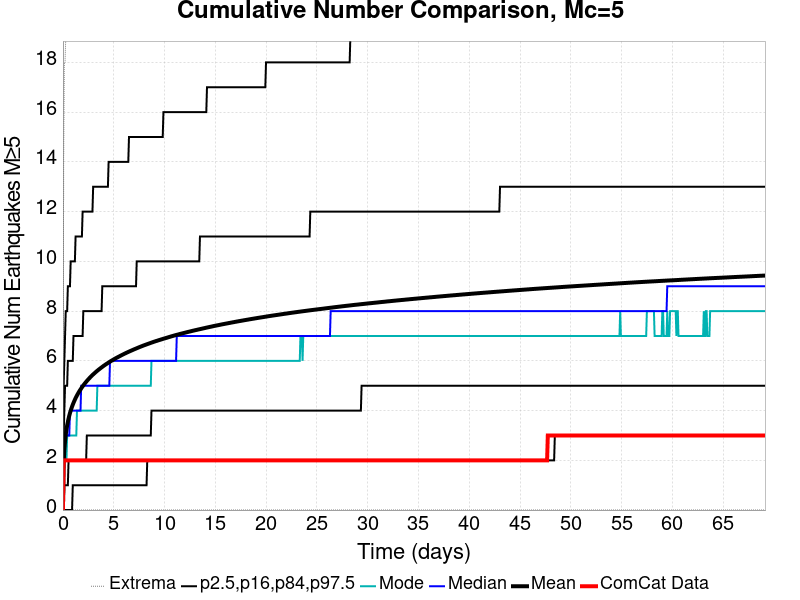 Cumulative Number Comparison, Mc=5
Cumulative Num Earthquakes M≥5
18
16
14
12
10
8
6
4
2
0
0 5 10 15 20 25 30 35 40 45 50 55 60 65
Time (days)
Extrema p2.5,p16,p84,p97.5 Mode Median Mean ComCat Data